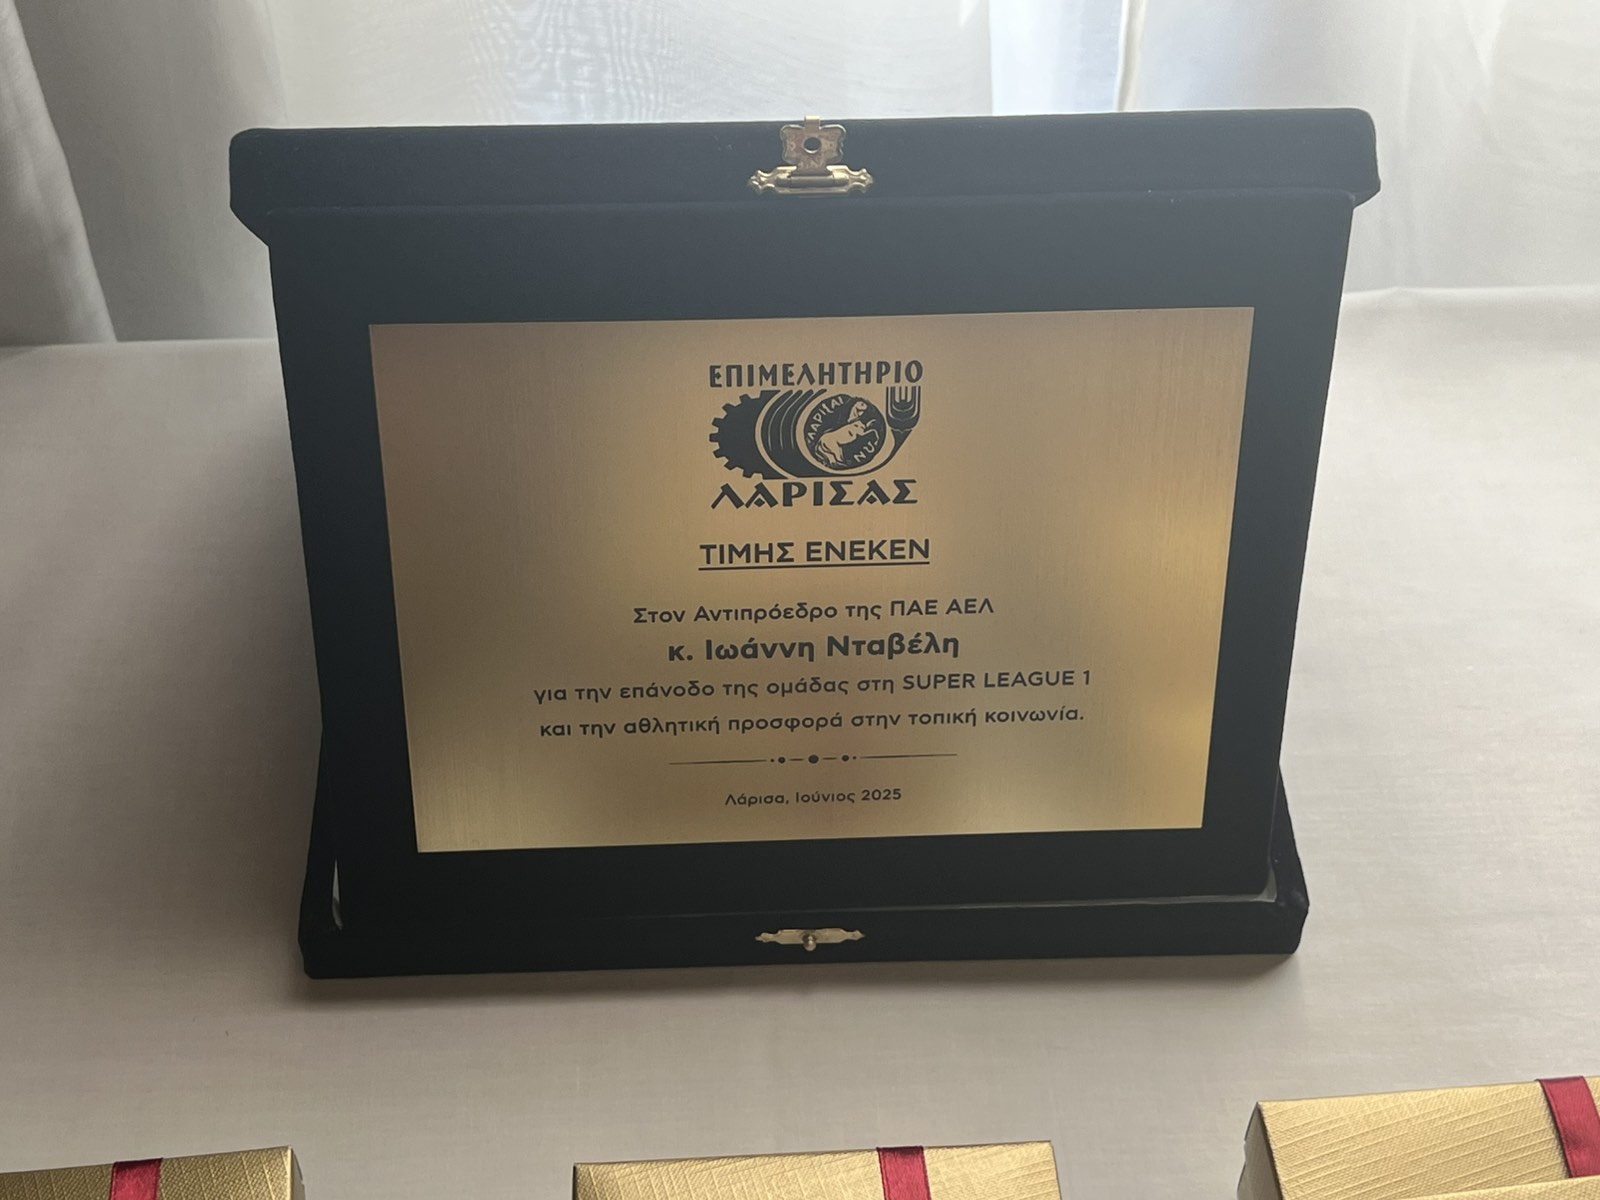 ΕΠΙΜΕΛΗΤΗΡΙΟ
ΛΑΡΙΣΑΙ
ΛΑΡΙΣΑΣ
ΤΙΜΗΣ ΕΝΕΚΕΝ
Στον Αντιπρόεδρο της ΠΑΕ ΑΕΛ
κ. Ιωάννη Νταβέλη
για την επάνοδο της ομάδας στη SUPER LEAGUE 1
και την αθλητική προσφορά στην τοπική κοινωνία.
Λάρισα, Ιούνιος 2025